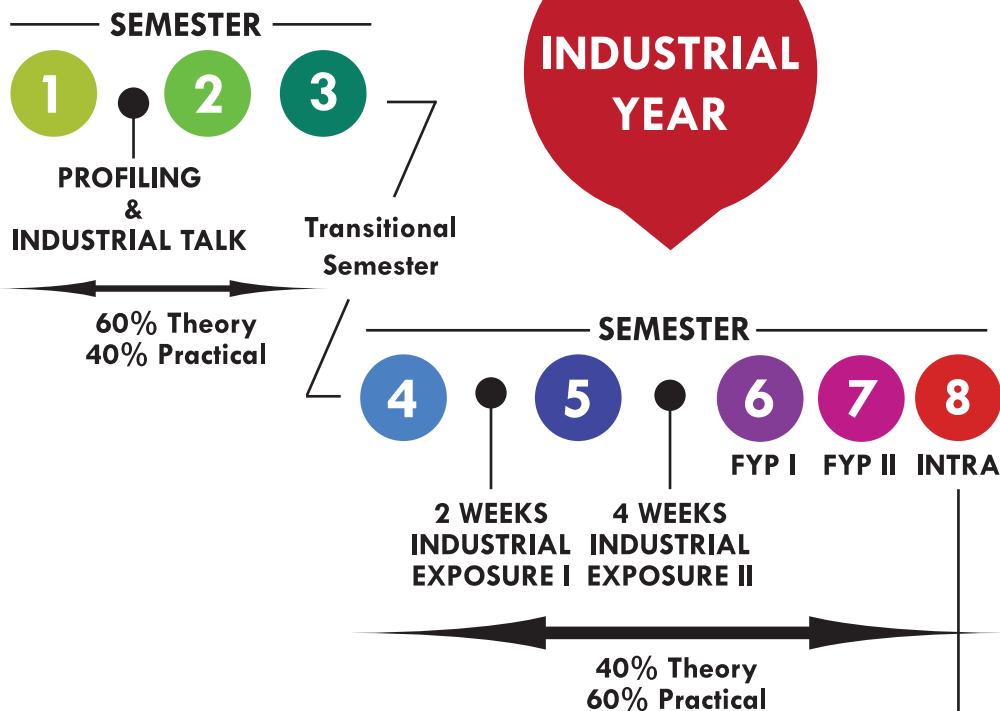 SEMESTER
1
2
3
PROFILING
&
INDUSTRIAL TALK
60% Theory
40% Practical
INDUSTRIAL
YEAR
Transitional
Semester
SEMESTER
4
5
6
7
8
FYP I
FYP II
INTRA
2 WEEKS
INDUSTRIAL
EXPOSURE I
4 WEEKS
INDUSTRIAL
EXPOSURE II
40% Theory
60% Practical